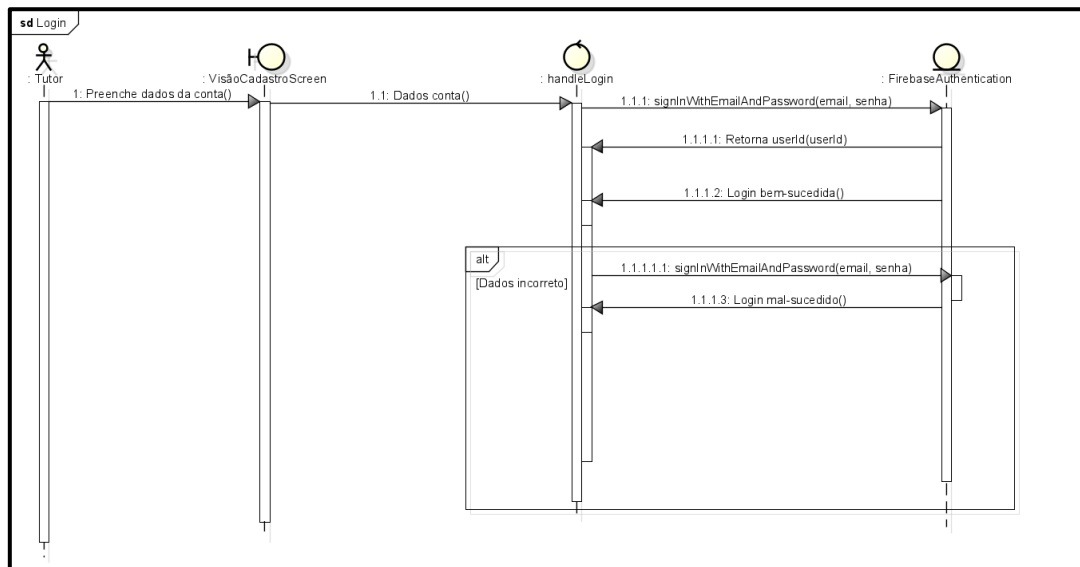 sd Login
: Tutor
: VisãoCadastroScreen
: handleLogin
: FirebaseAuthentication
1: Preenche dados da conta()
1.1: Dados conta()
1.1.1: signInWithEmailAndPassword(email, senha)
1.1.1.1: Retorna userId(userId)
1.1.1.2: Login bem-sucedida()
alt
[Dados incorreto]
1.1.1.1.1: signInWithEmailAndPassword(email, senha)
1.1.1.3: Login mal-sucedido()